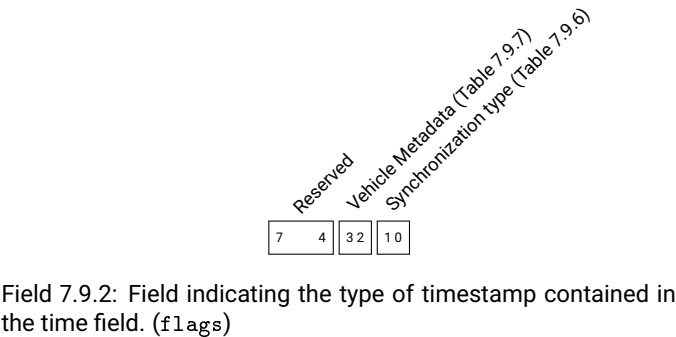 Reserved
Vehicle Metadata (Table 7.9.7)
Synchronization type (Table 7.9.6)
7 4 3 2 1 0
Field 7.9.2: Field indicating the type of timestamp contained in
the time field. (flags)